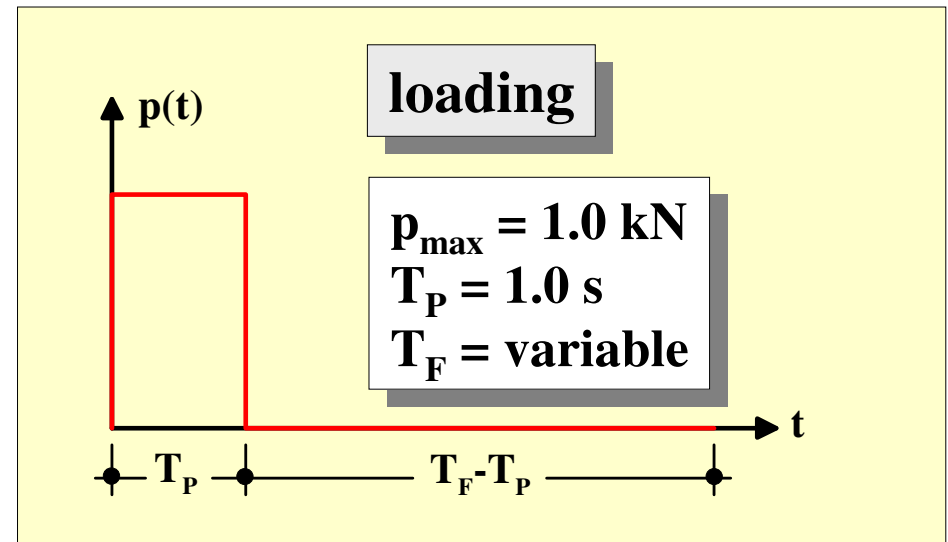 loading
p(t)
p_max = 1.0 kN
T_P = 1.0 s
T_F = variable
t
T_P
T_F-T_P